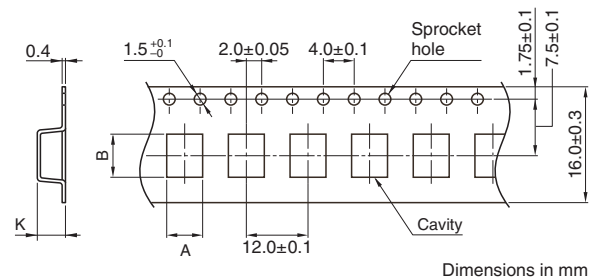 Sprocket
hole
0.4
1.5 +0.1 −0
2.0±0.05
4.0±0.1
1.75±0.1
7.5±0.1
16.0±0.3
B
K
A
12.0±0.1
Cavity
Dimensions in mm